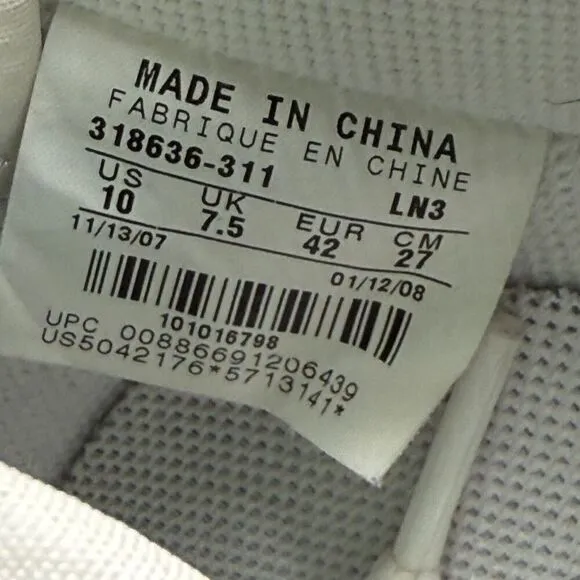 MADE IN CHINA
FABRIQUE EN CHINE
318636-311 LN3
US UK EUR CM
10 7.5 42 27
11/13/07 01/12/08
101016798
UPC 00886691206439
US5042176*5713141*